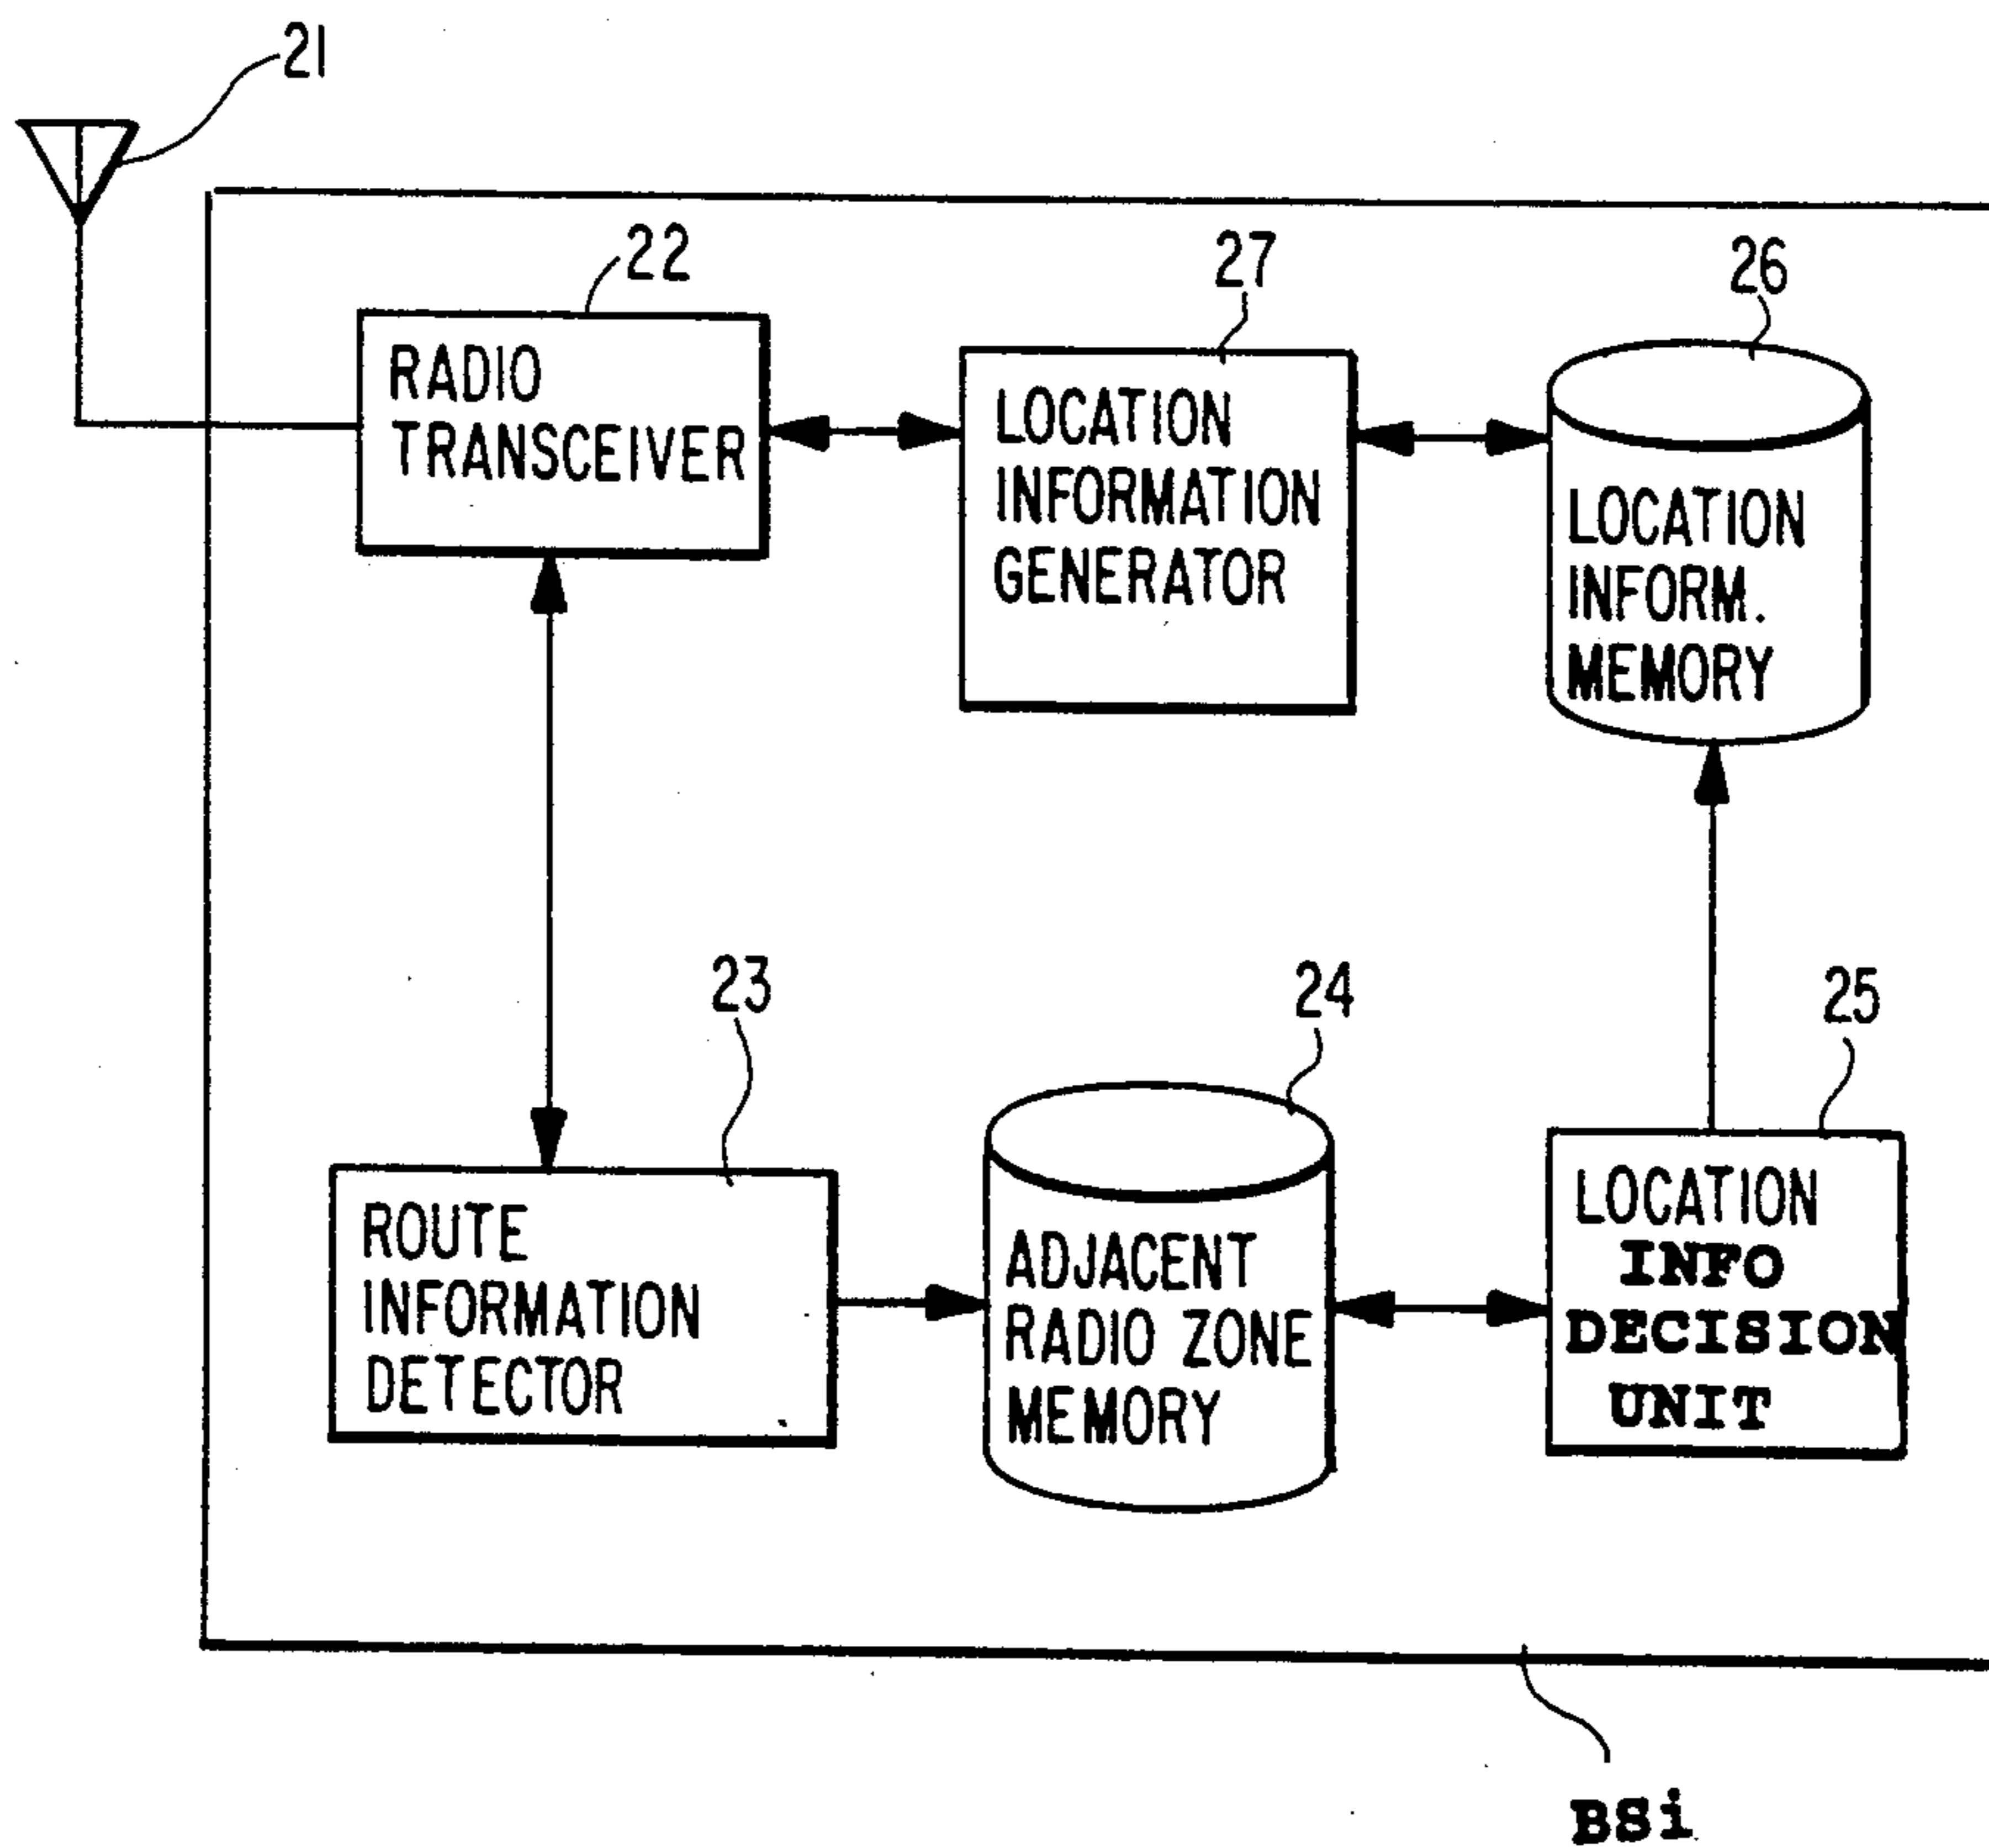 21
22
27
26
RADIO
TRANSCEIVER
LOCATION
INFORMATION
GENERATOR
LOCATION
INFORM.
MEMORY
23
24
25
ROUTE
INFORMATION
DETECTOR
ADJACENT
RADIO ZONE
MEMORY
LOCATION
INFO
DECISION
UNIT
BSi